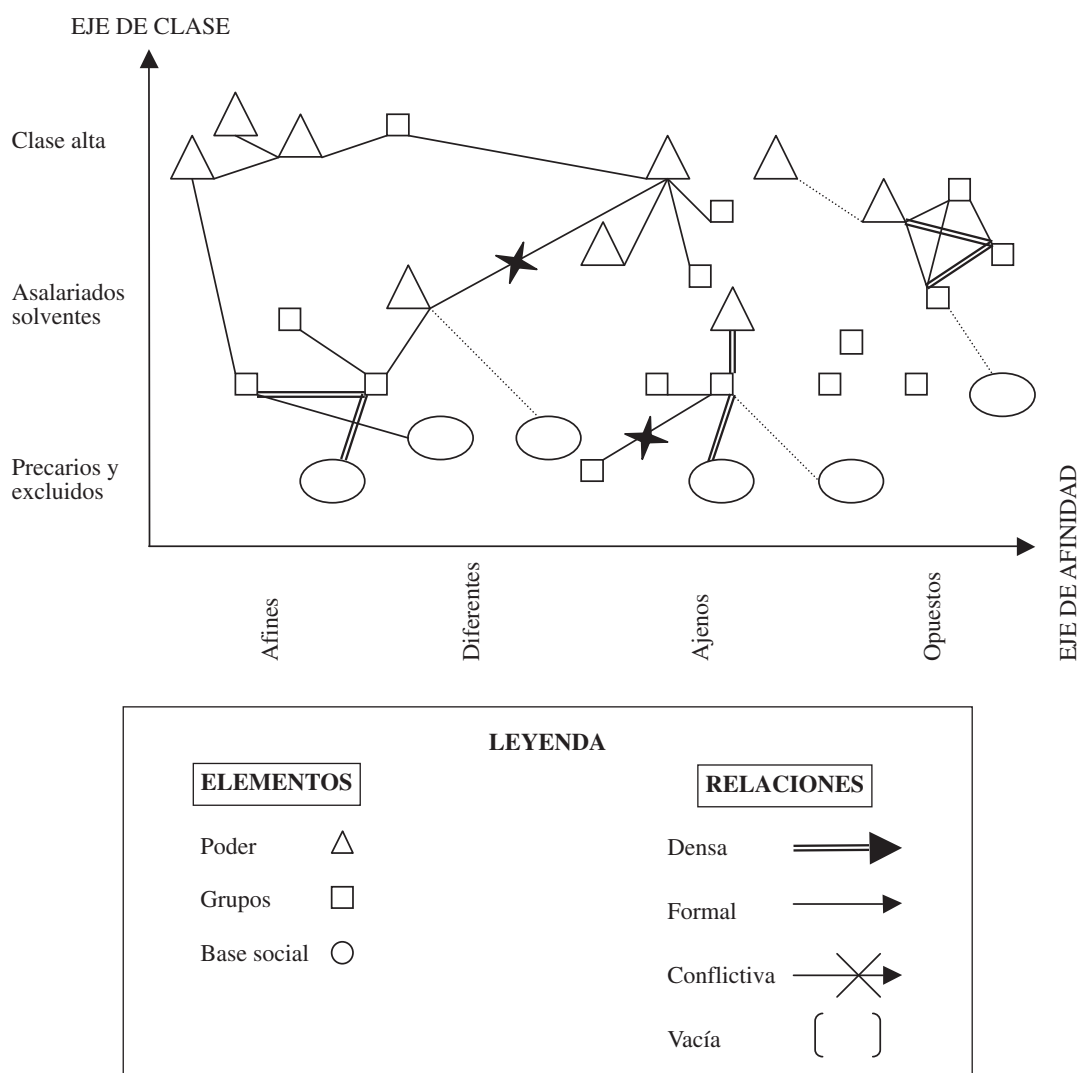 EJE DE CLASE
Clase alta
Asalariados
solventes
Precarios y
excluidos
Afines
Diferentes
Ajenos
Opuestos
EJE DE AFINIDAD
LEYENDA
ELEMENTOS
RELACIONES
Poder
Densa
Grupos
Formal
Base social
Conflictiva
Vacía